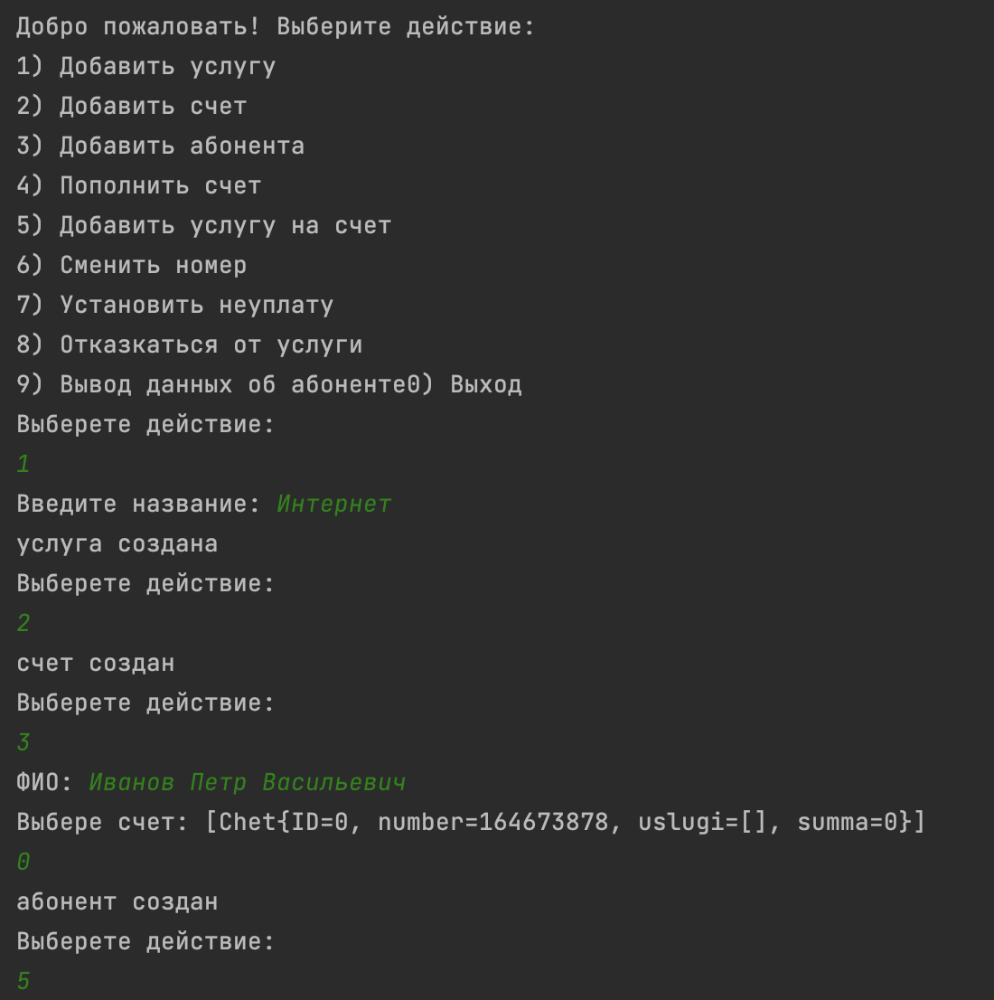 Добро пожаловать! Выберите действие:
1) Добавить услугу
2) Добавить счет
3) Добавить абонента
4) Пополнить счет
5) Добавить услугу на счет
6) Сменить номер
7) Установить неуплату
8) Отказкаться от услуги
9) Вывод данных об абоненте0) Выход
Выберете действие:
1
Введите название: Интернет
услуга создана
Выберете действие:
2
счет создан
Выберете действие:
3
ФИО: Иванов Петр Васильевич
Выбере счет: [Chet{ID=0, number=164673878, uslugi=[], summa=0}]
0
абонент создан
Выберете действие:
5